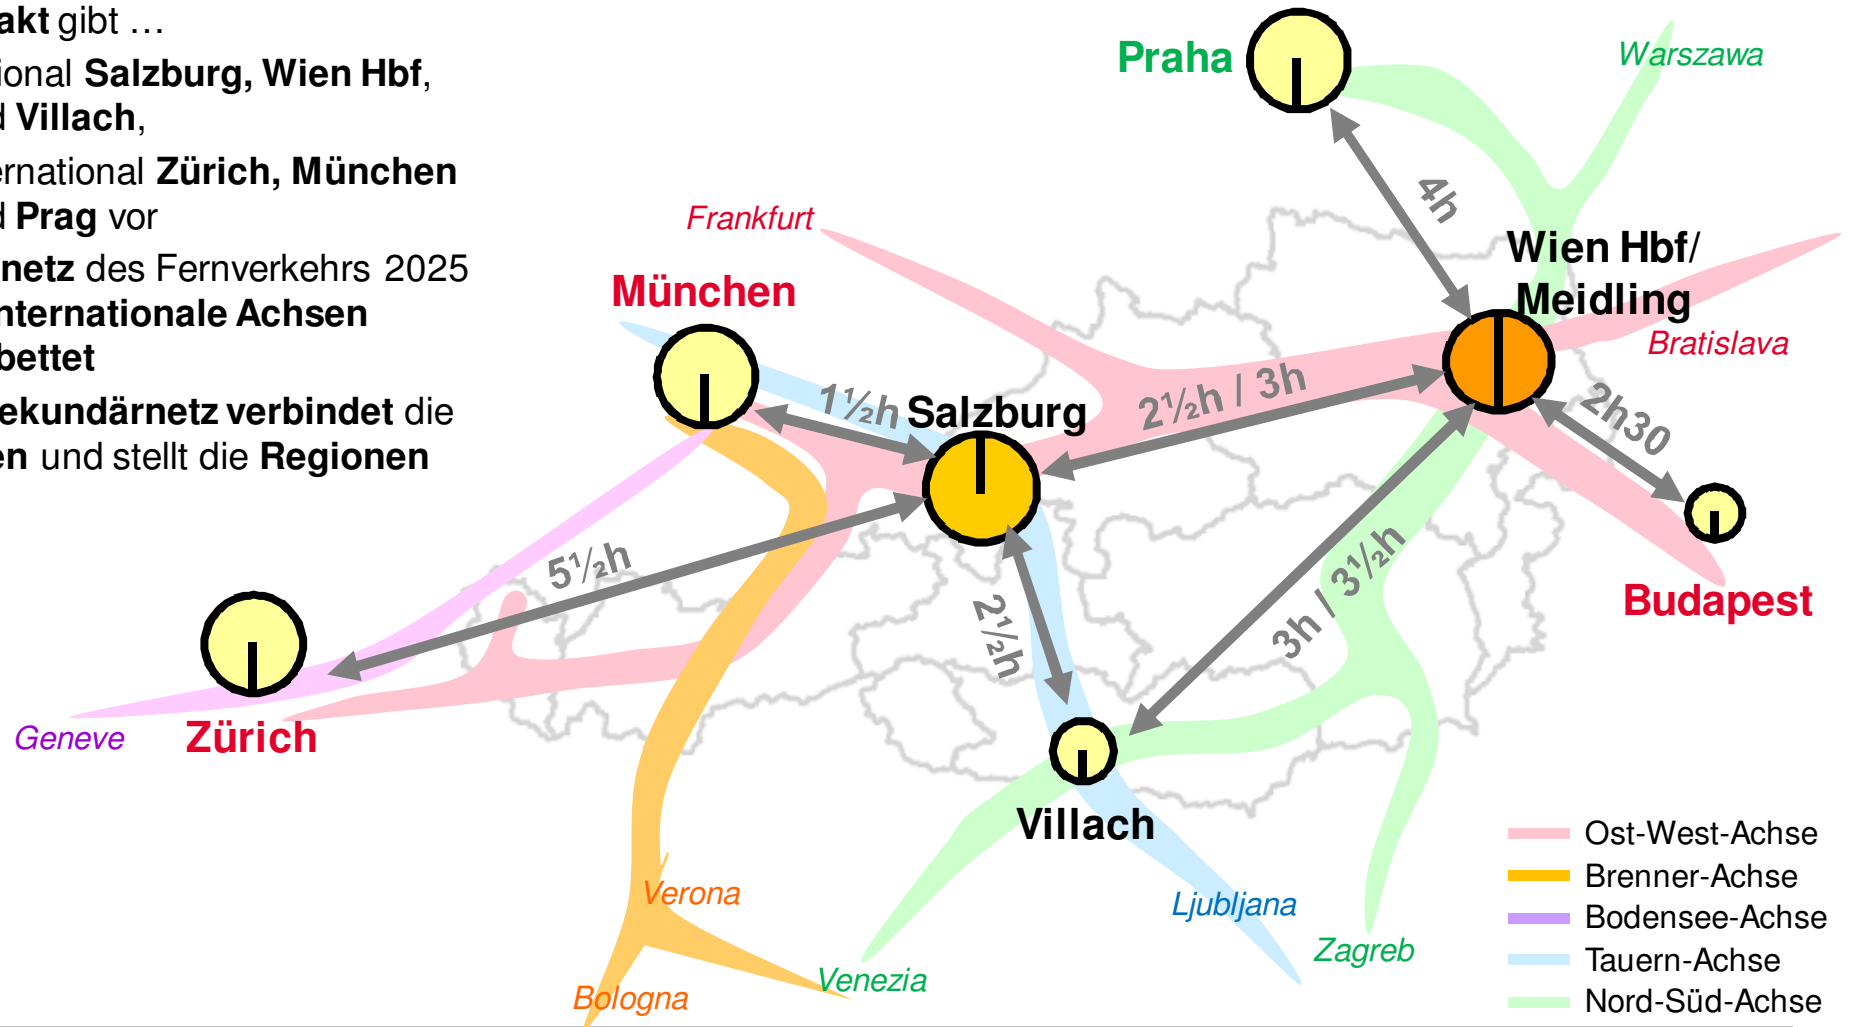 akt gibt …
ional Salzburg, Wien Hbf,
d Villach,
ernational Zürich, München
d Prag vor
netz des Fernverkehrs 2025
nternationale Achsen
bettet
ekundärnetz verbindet die
en und stellt die Regionen
Praha
Warszawa
4h
Frankfurt
Wien Hbf/
Meidling
München
Bratislava
1½h
Salzburg
2½h / 3h
2h30
5½h
2½h
3h / 3½h
Budapest
Geneve
Zürich
Villach
Verona
Ljubljana
Zagreb
Venezia
Bologna
Ost-West-Achse
Brenner-Achse
Bodensee-Achse
Tauern-Achse
Nord-Süd-Achse